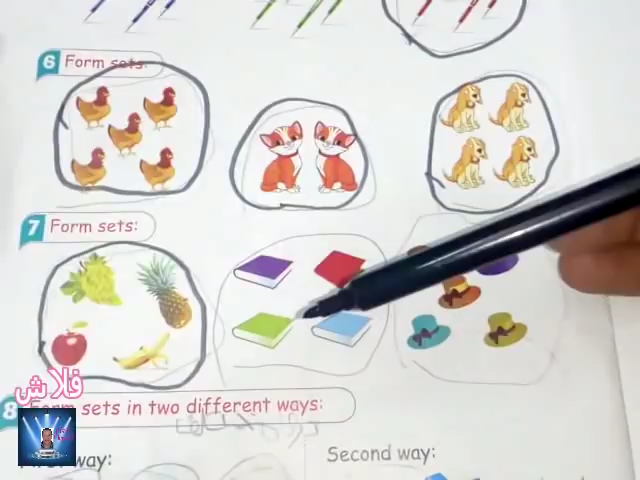 6 Form sets:
7 Form sets:
فلاش
8 Form sets in two different ways:
way:
Second way: